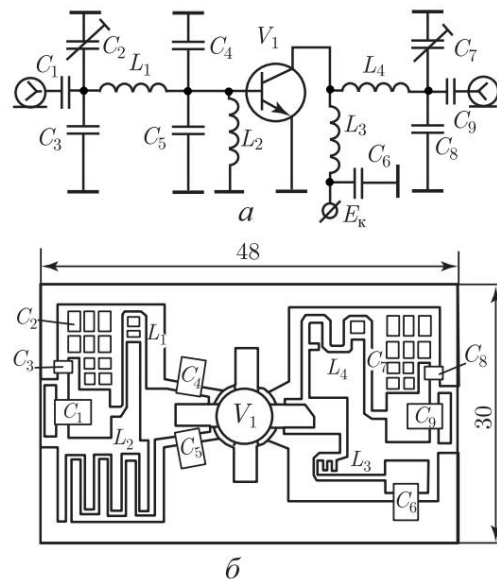 C₁ C₂ L₁ C₄ V₁ L₄ C₇
C₃ C₅ L₂ L₃ C₆ C₈ C₉
Eₖ
а
48
C₂ L₁ C₈
C₃ C₄ L₄ C₇
C₁ V₁ C₉ 30
L₂ C₅ L₃
C₆
б